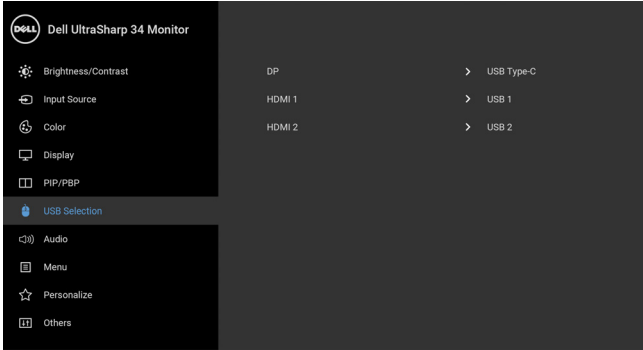 DELL Dell UltraSharp 34 Monitor
Brightness/Contrast
Input Source
Color
Display
PIP/PBP
USB Selection
Audio
Menu
Personalize
Others
DP > USB Type-C
HDMI 1 > USB 1
HDMI 2 > USB 2